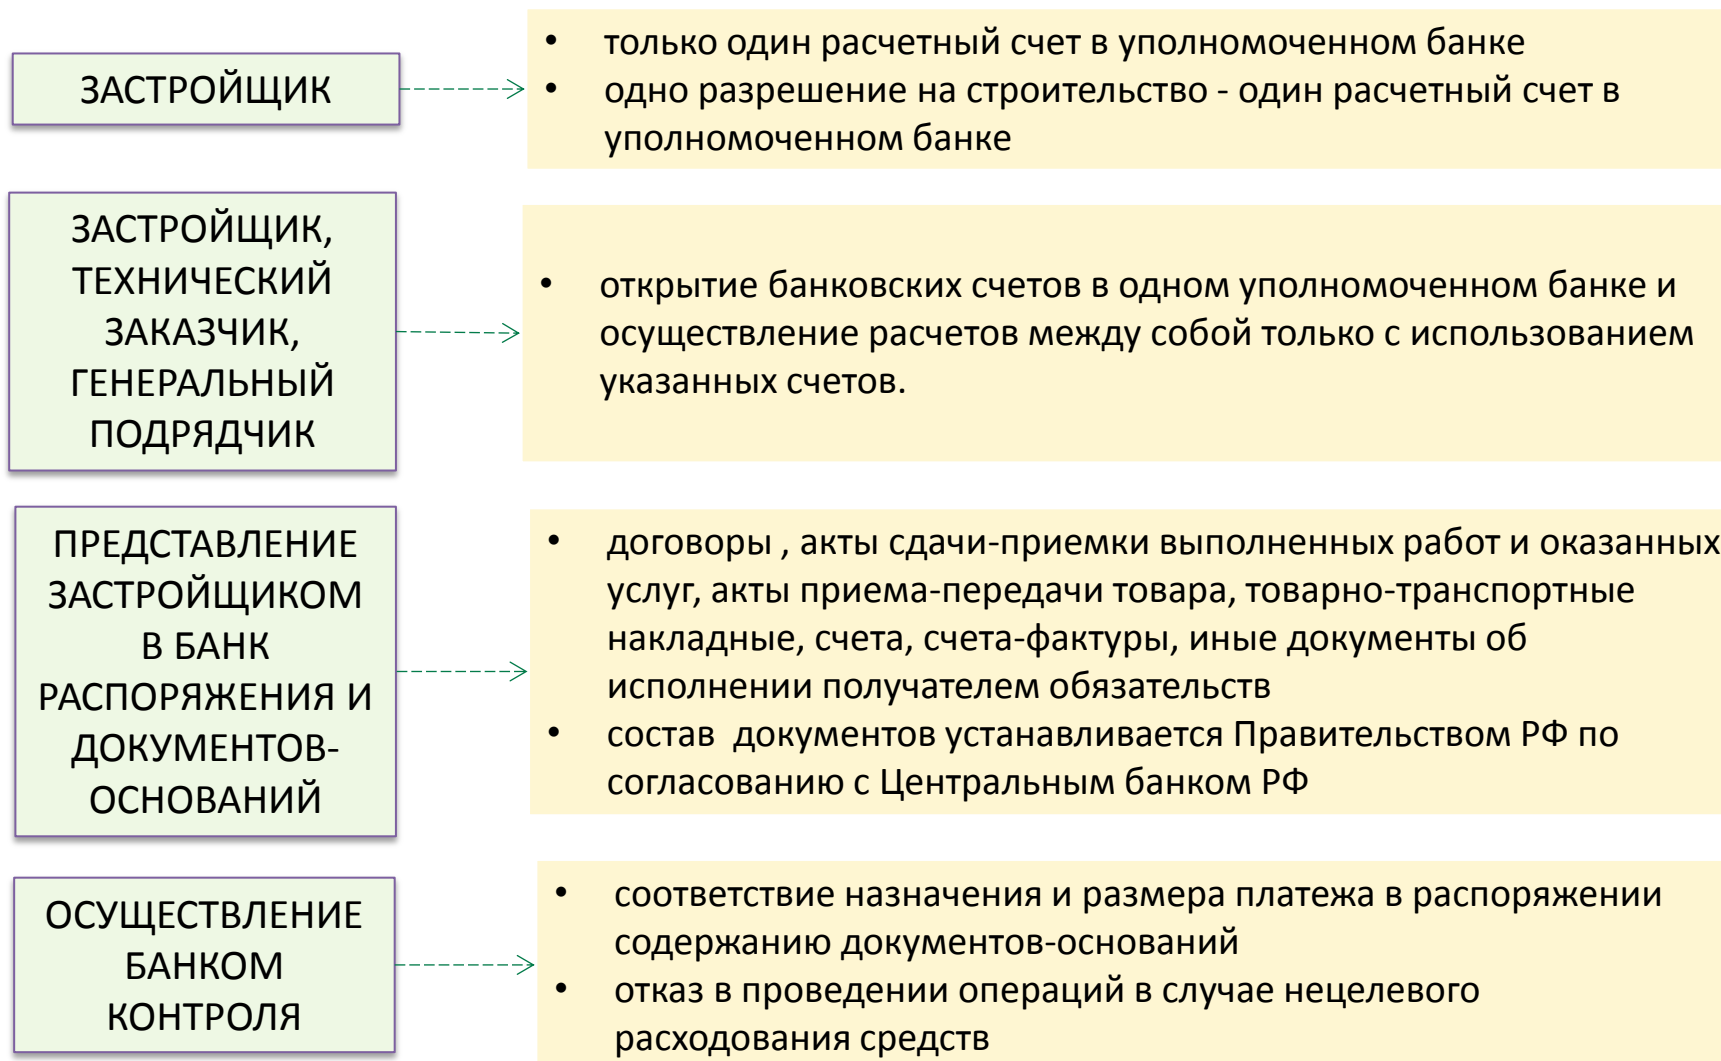 ЗАСТРОЙЩИК
• только один расчетный счет в уполномоченном банке
• одно разрешение на строительство - один расчетный счет в
уполномоченном банке
ЗАСТРОЙЩИК,
ТЕХНИЧЕСКИЙ
ЗАКАЗЧИК,
ГЕНЕРАЛЬНЫЙ
ПОДРЯДЧИК
• открытие банковских счетов в одном уполномоченном банке и
осуществление расчетов между собой только с использованием
указанных счетов.
ПРЕДСТАВЛЕНИЕ
ЗАСТРОЙЩИКОМ
В БАНК
РАСПОРЯЖЕНИЯ И
ДОКУМЕНТОВ-
ОСНОВАНИЙ
• договоры , акты сдачи-приемки выполненных работ и оказанных
услуг, акты приема-передачи товара, товарно-транспортные
накладные, счета, счета-фактуры, иные документы об
исполнении получателем обязательств
• состав  документов устанавливается Правительством РФ по
согласованию с Центральным банком РФ
ОСУЩЕСТВЛЕНИЕ
БАНКОМ
КОНТРОЛЯ
• соответствие назначения и размера платежа в распоряжении
содержанию документов-оснований
• отказ в проведении операций в случае нецелевого
расходования средств